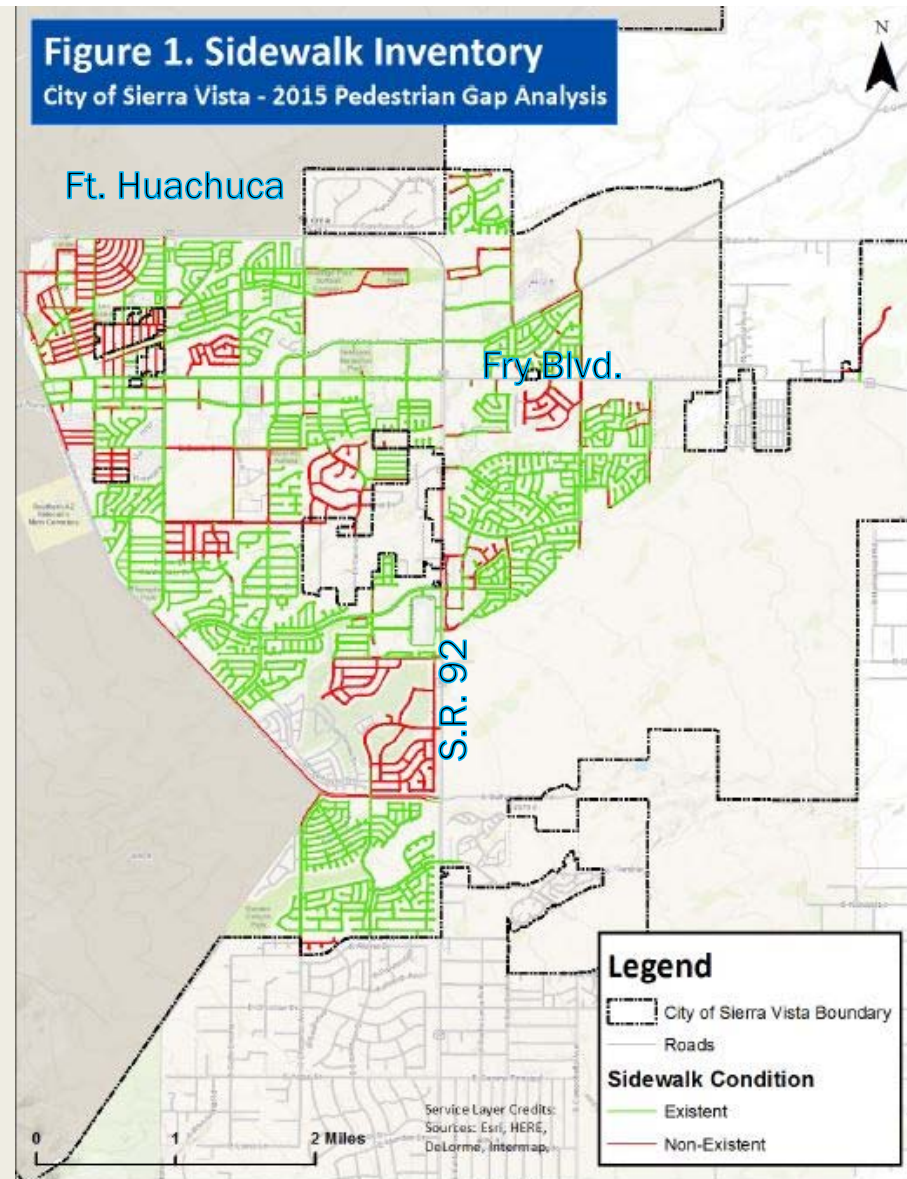 Figure 1. Sidewalk Inventory
City of Sierra Vista - 2015 Pedestrian Gap Analysis
N
Ft. Huachuca
Fry Blvd.
S.R. 92
Legend
City of Sierra Vista Boundary
Roads
Sidewalk Condition
Existent
Non-Existent
Service Layer Credits:
Sources: Esri, HERE,
DeLorme, Intermap,
0 1 2 Miles